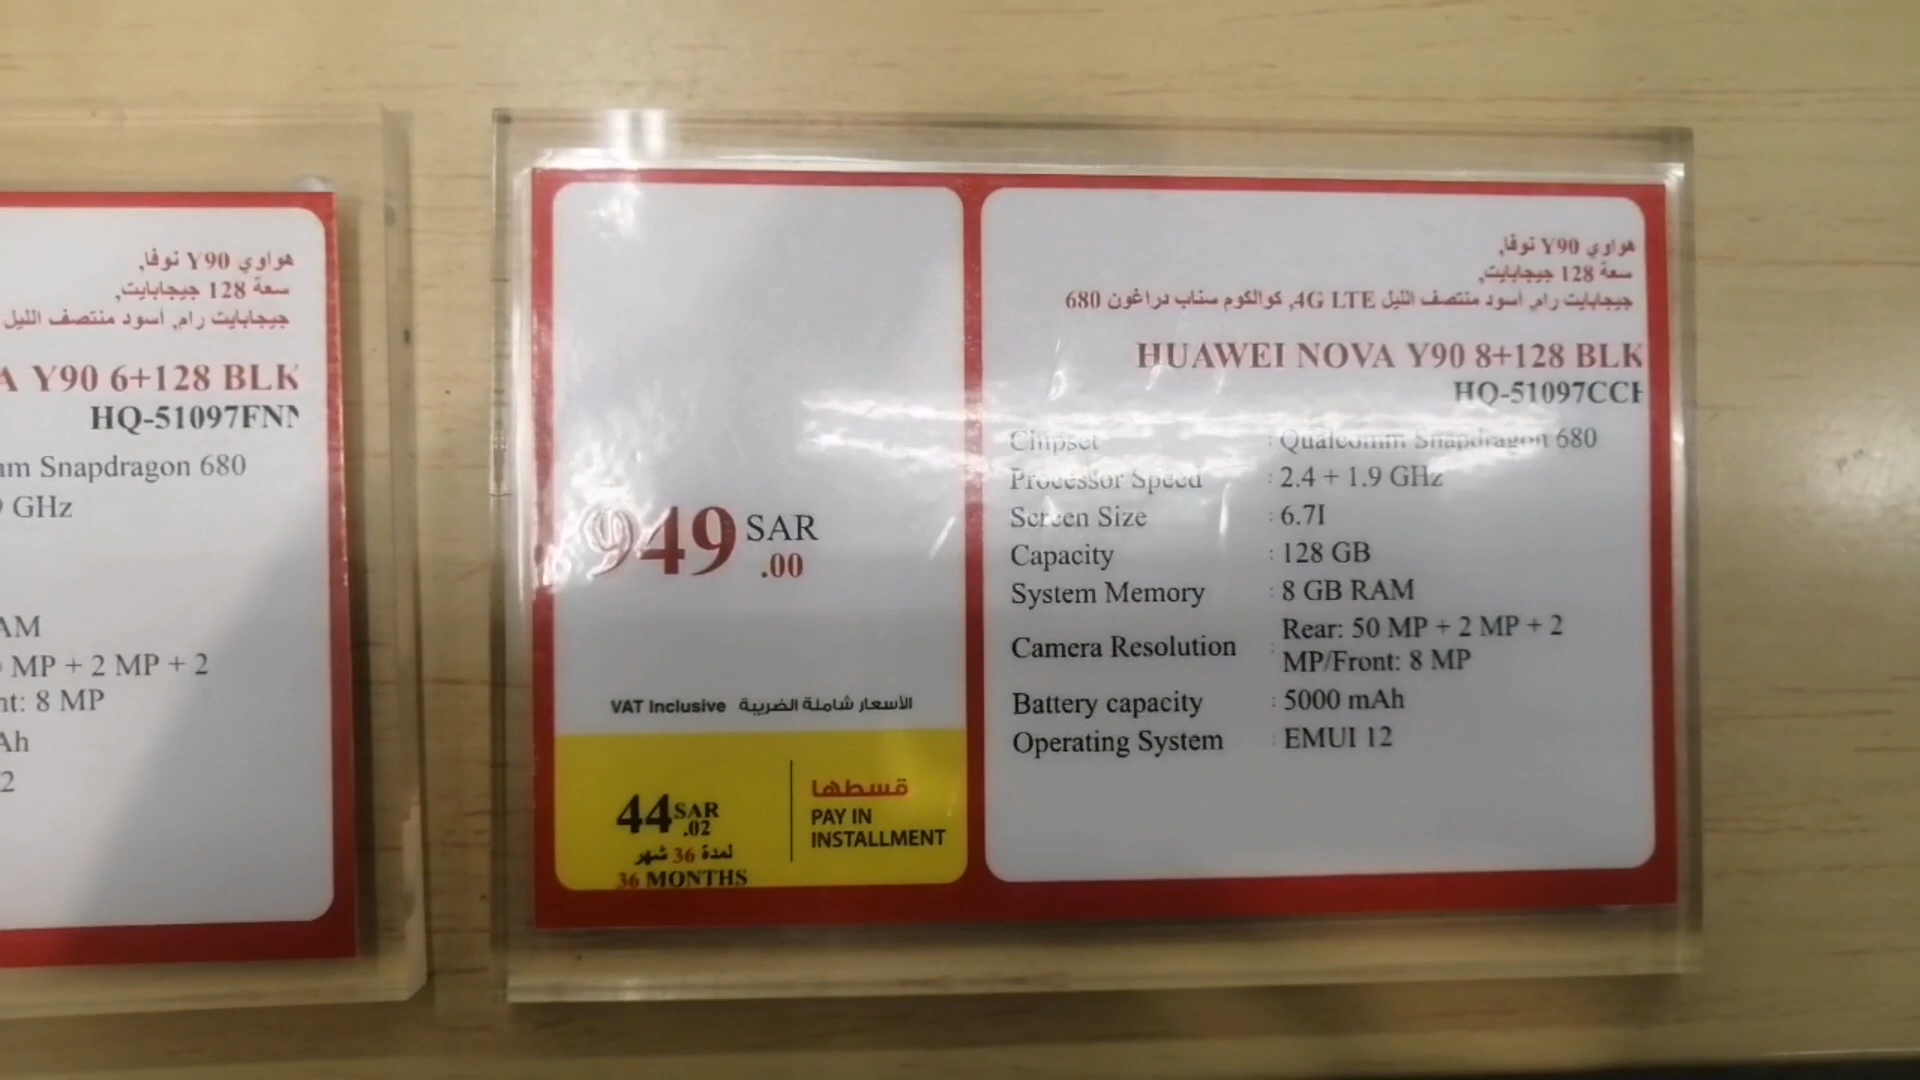 هواوي Y90 نوفا,
سعة 128 جيجابايت,
جيجابايت رام, أسود منتصف الليل
A Y90 6+128 BLK
HQ-51097FN
Snapdragon 680
GHz
AM
MP + 2 MP + 2
nt: 8 MP
Ah
2
949 SAR
.00
VAT Inclusive الأسعار شاملة الضريبة
44 SAR
.02
لمدة 36 شهر
36 MONTHS
قسطها
PAY IN
INSTALLMENT
هواوي Y90 نوفا,
سعة 128 جيجابايت,
جيجابايت رام, أسود منتصف الليل 4G LTE, كوالكوم سناب دراغون 680
HUAWEI NOVA Y90 8+128 BLK
HQ-51097CC
Chipset : Qualcomm Snapdragon 680
Processor Speed : 2.4 + 1.9 GHz
Screen Size : 6.7I
Capacity : 128 GB
System Memory : 8 GB RAM
Camera Resolution : Rear: 50 MP + 2 MP + 2
MP/Front: 8 MP
Battery capacity : 5000 mAh
Operating System : EMUI 12